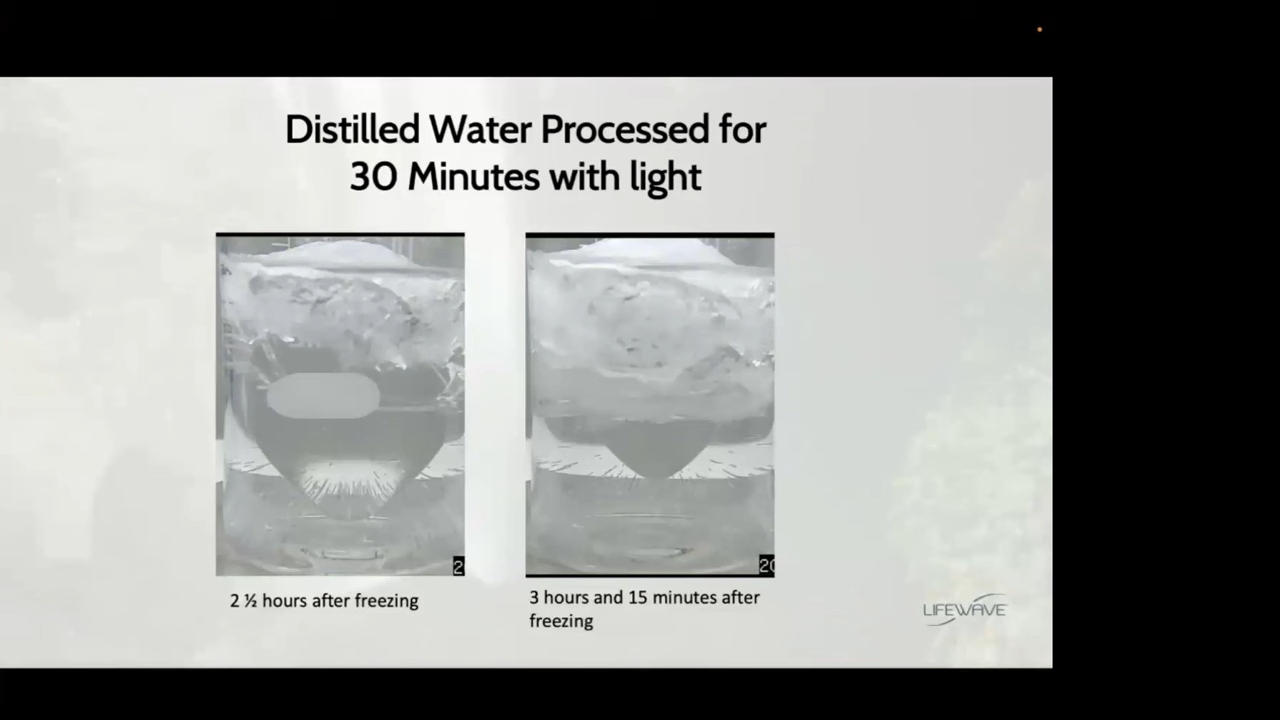 Distilled Water Processed for
30 Minutes with light
2 ½ hours after freezing
3 hours and 15 minutes after
freezing
LIFEWAVE